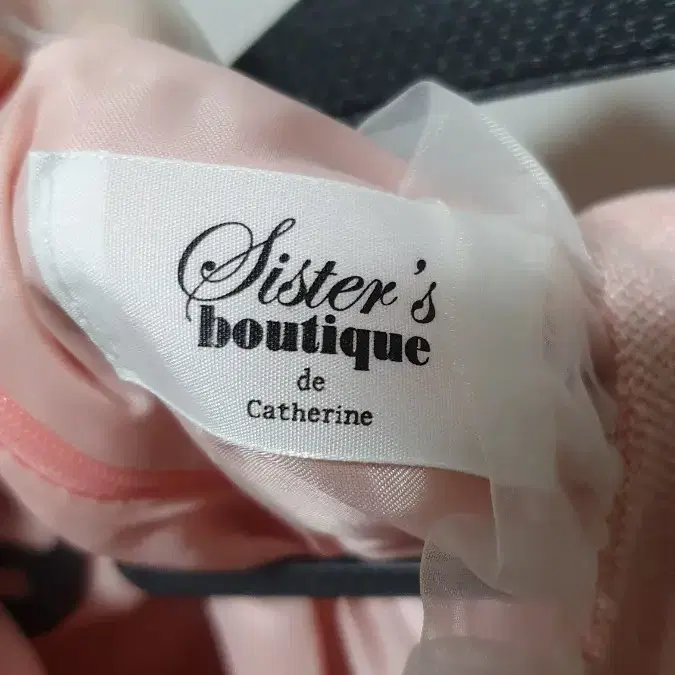 Sister's
boutique
de
Catherine